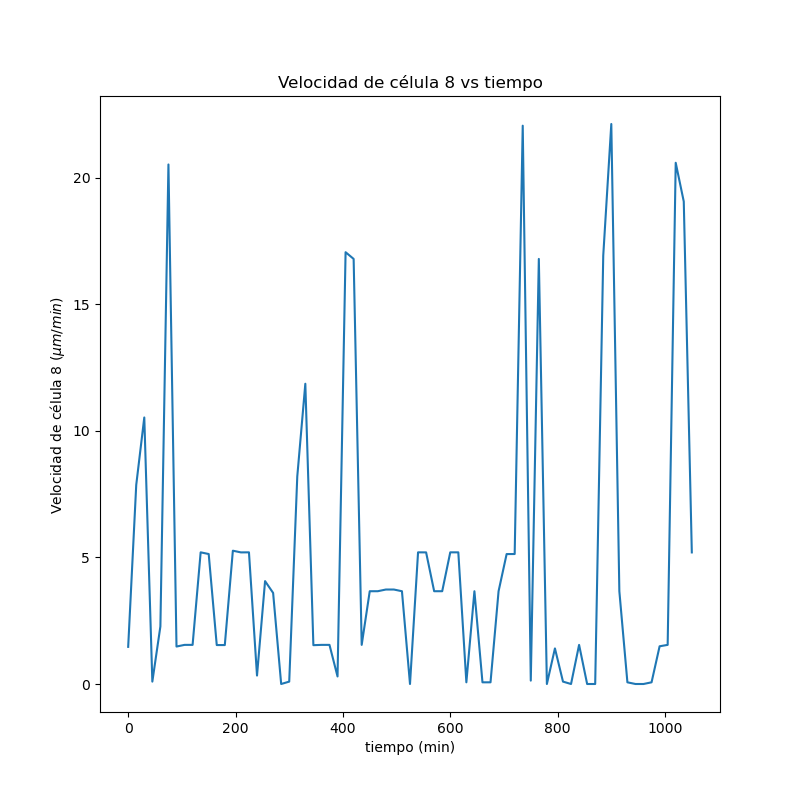 Velocidad de célula 8 vs tiempo
Velocidad de célula 8 (μm/min)
20
15
10
5
0
0 200 400 600 800 1000
tiempo (min)